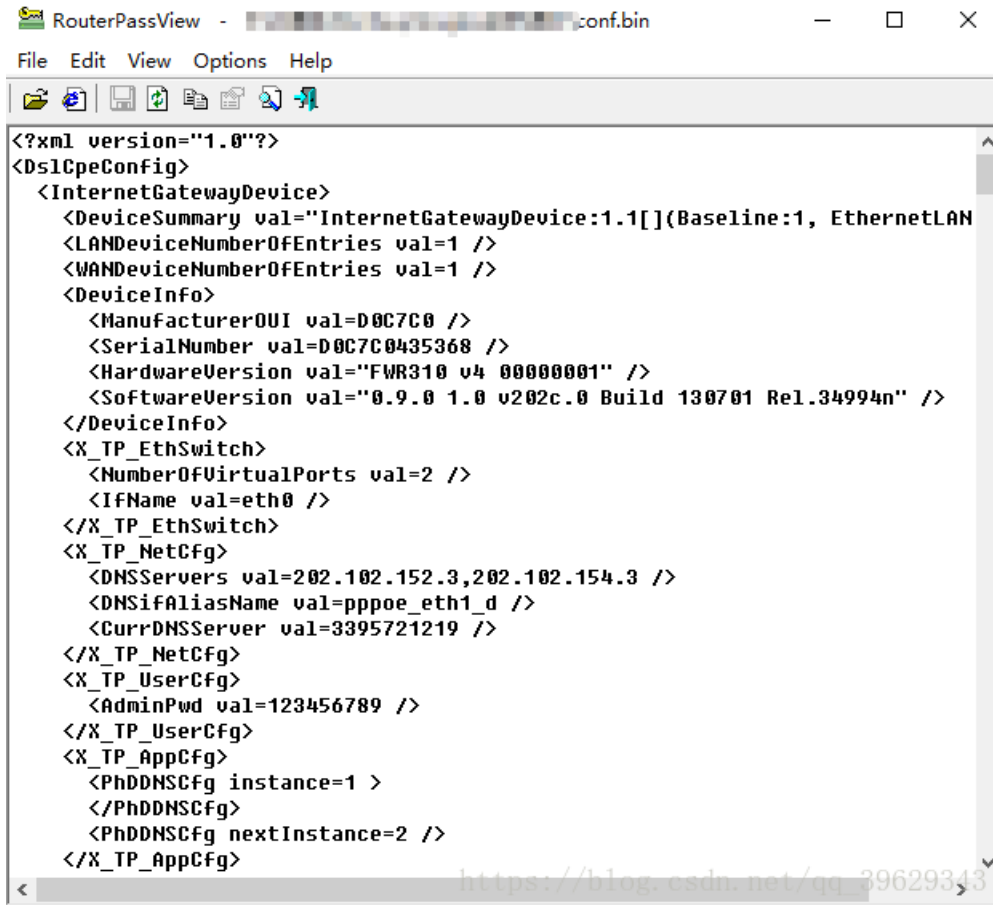 RouterPassView - conf.bin
File Edit View Options Help
<?xml version="1.0"?>
<DslCpeConfig>
<InternetGatewayDevice>
<DeviceSummary val="InternetGatewayDevice:1.1[](Baseline:1, EthernetLAN
<LANDeviceNumberOfEntries val=1 />
<WANDeviceNumberOfEntries val=1 />
<DeviceInfo>
<ManufacturerOUI val=D0C7C0 />
<SerialNumber val=D0C7C0435368 />
<HardwareVersion val="FWR310 v4 00000001" />
<SoftwareVersion val="0.9.0 1.0 v202c.0 Build 130701 Rel.34994n" />
</DeviceInfo>
<X_TP_EthSwitch>
<NumberOfVirtualPorts val=2 />
<IfName val=eth0 />
</X_TP_EthSwitch>
<X_TP_NetCfg>
<DNSServers val=202.102.152.3,202.102.154.3 />
<DNSifAliasName val=pppoe_eth1_d />
<CurrDNSServer val=3395721219 />
</X_TP_NetCfg>
<X_TP_UserCfg>
<AdminPwd val=123456789 />
</X_TP_UserCfg>
<X_TP_AppCfg>
<PhDDNSCfg instance=1 >
</PhDDNSCfg>
<PhDDNSCfg nextInstance=2 />
</X_TP_AppCfg>
https://blog.csdn.net/qq_39629343